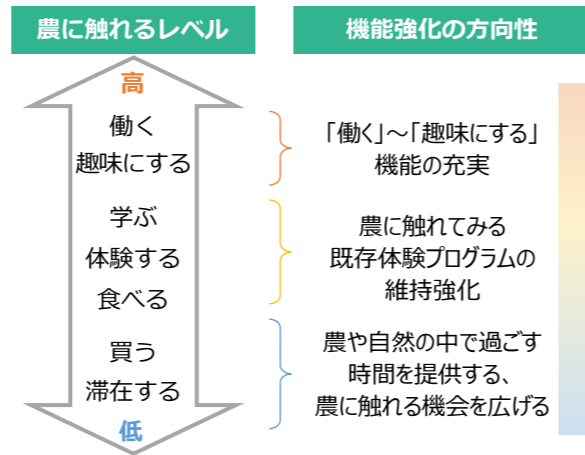 農に触れるレベル
機能強化の方向性
高
働く
趣味にする
学ぶ
体験する
食べる
買う
滞在する
低
「働く」～「趣味にする」
機能の充実
農に触れてみる
既存体験プログラムの
維持強化
農や自然の中で過ごす
時間を提供する、
農に触れる機会を広げる